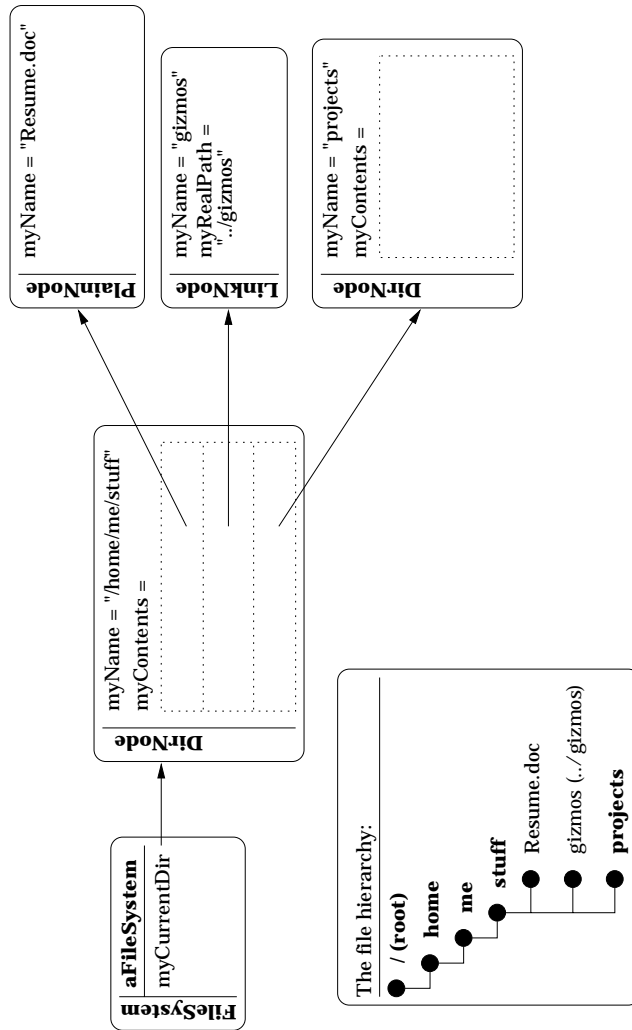 FileSystem
aFileSystem
myCurrentDir
DirNode
myName = "/home/me/stuff"
myContents =
PlainNode
myName = "Resume.doc"
LinkNode
myName = "gizmos"
myRealPath =
"../gizmos"
DirNode
myName = "projects"
myContents =
The file hierarchy:
/ (root)
home
me
stuff
Resume.doc
gizmos (../gizmos)
projects